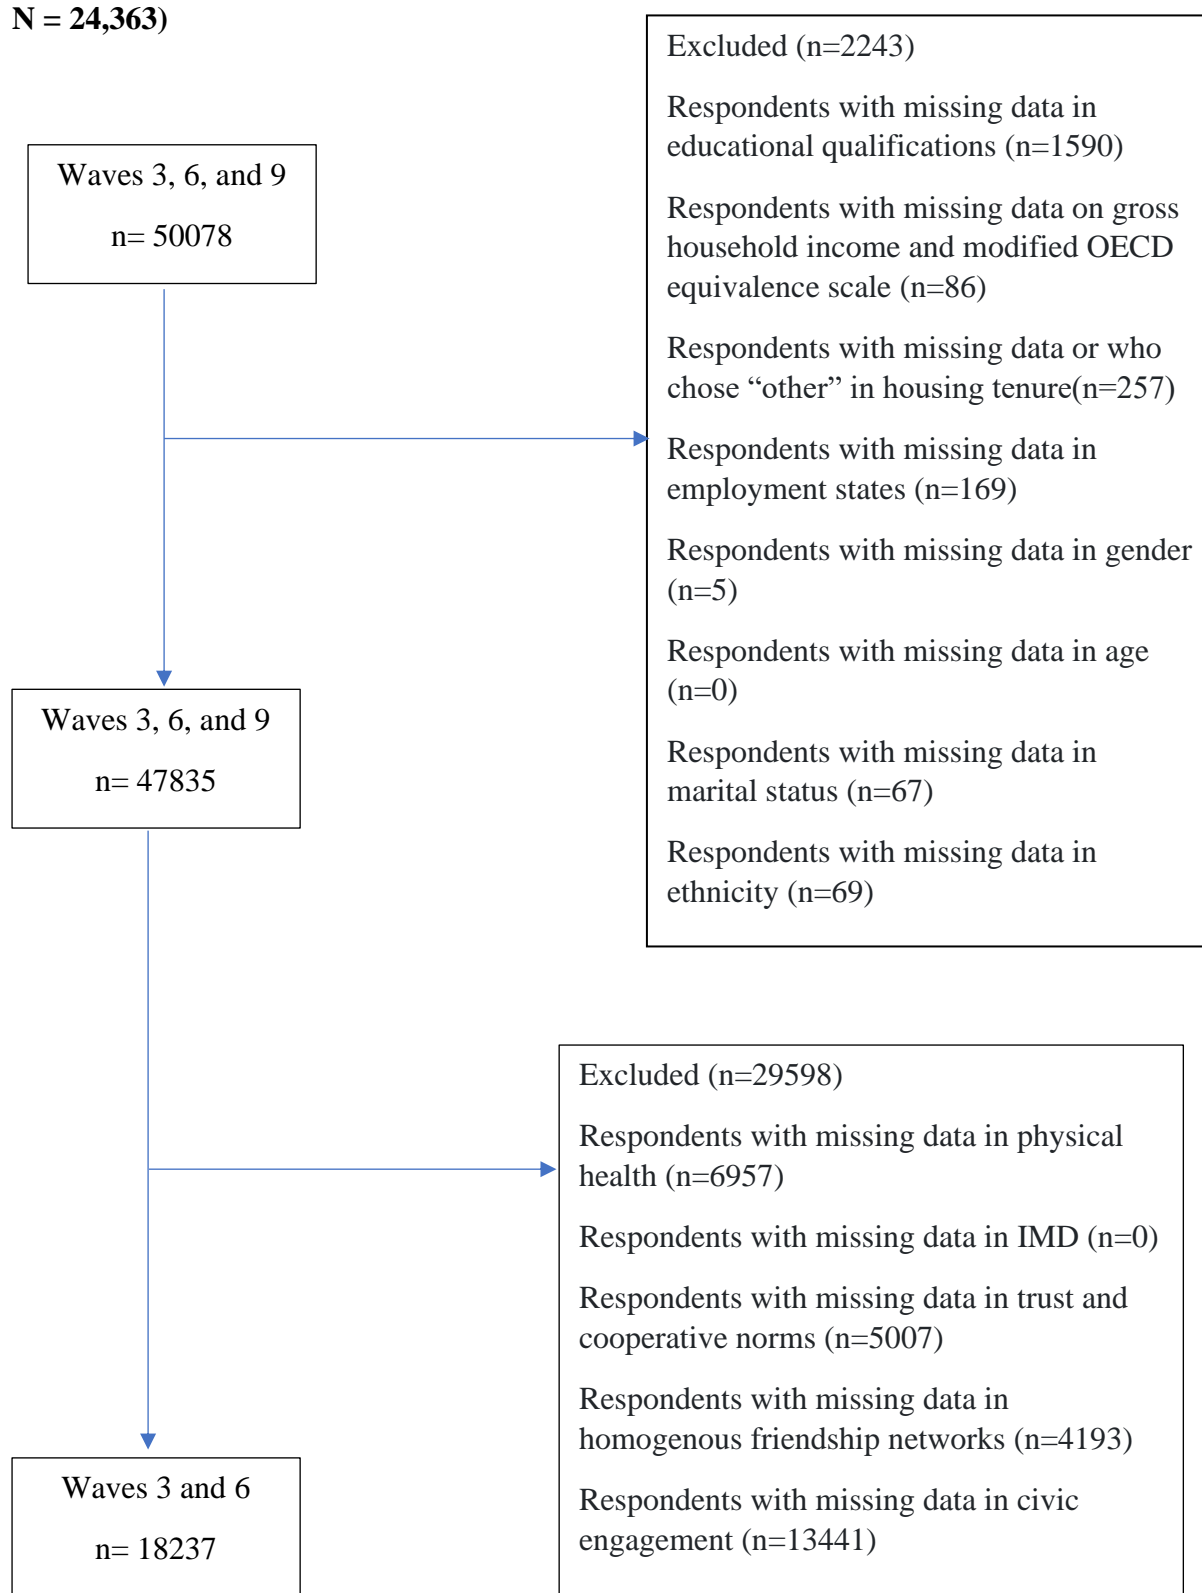 N = 24,363)
Excluded (n=2243)
Respondents with missing data in
educational qualifications (n=1590)
Respondents with missing data on gross
household income and modified OECD
equivalence scale (n=86)
Respondents with missing data or who
chose “other” in housing tenure(n=257)
Respondents with missing data in
employment states (n=169)
Respondents with missing data in gender
(n=5)
Respondents with missing data in age
(n=0)
Respondents with missing data in
marital status (n=67)
Respondents with missing data in
ethnicity (n=69)
Waves 3, 6, and 9
n= 50078
Waves 3, 6, and 9
n= 47835
Excluded (n=29598)
Respondents with missing data in physical
health (n=6957)
Respondents with missing data in IMD (n=0)
Respondents with missing data in trust and
cooperative norms (n=5007)
Respondents with missing data in
homogenous friendship networks (n=4193)
Respondents with missing data in civic
engagement (n=13441)
Waves 3 and 6
n= 18237